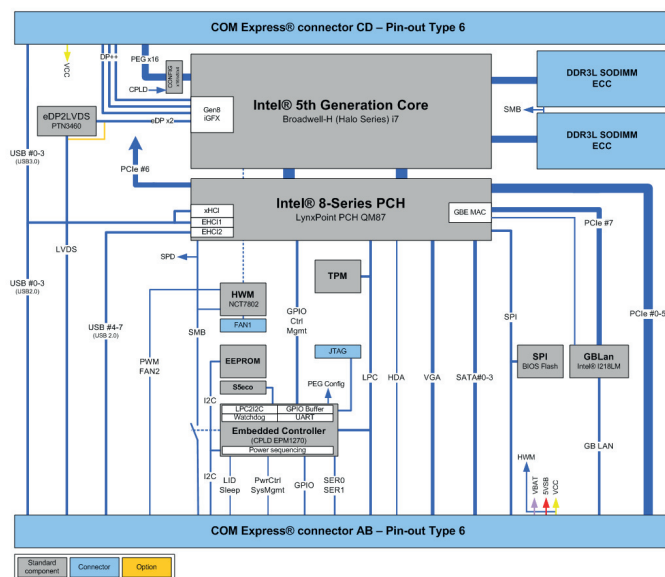 COM Express® connector CD – Pin-out Type 6
VCC
DP++
PEG x16
CONFIG
CPLD
Intel® 5th Generation Core
Broadwell-H (Halo Series) i7
DDR3L SODIMM
ECC
SMB
DDR3L SODIMM
ECC
eDP2LVDS
PTN3460
Gen8
iGFX
eDP x2
USB #0-3
(USB3.0)
PCIe #6
Intel® 8-Series PCH
LynxPoint PCH QM87
xHCI
EHCI1
EHCI2
GBE MAC
PCIe #7
LVDS
SPD
TPM
HWM
NCT7802
FAN1
GPIO
Ctrl
Mgmt
USB #0-3
(USB2.0)
USB #4-7
(USB 2.0)
SMB
SPI
PCIe #0-5
PWM
FAN2
EEPROM
JTAG
LPC
HDA
VGA
SATA#0-3
SPI
BIOS Flash
GBLan
Intel® I218LM
S5eco
PEG Config
I2C
LPC2I2C
GPIO Buffer
Watchdog
UART
Embedded Controller
(CPLD EPM1270)
Power sequencing
GB LAN
HWM
VBAT
5VSB
VCC
I2C
LID
Sleep
PwrCtrl
SysMgmt
GPIO
SER0
SER1
COM Express® connector AB – Pin-out Type 6
Standard
component
Connector
Option